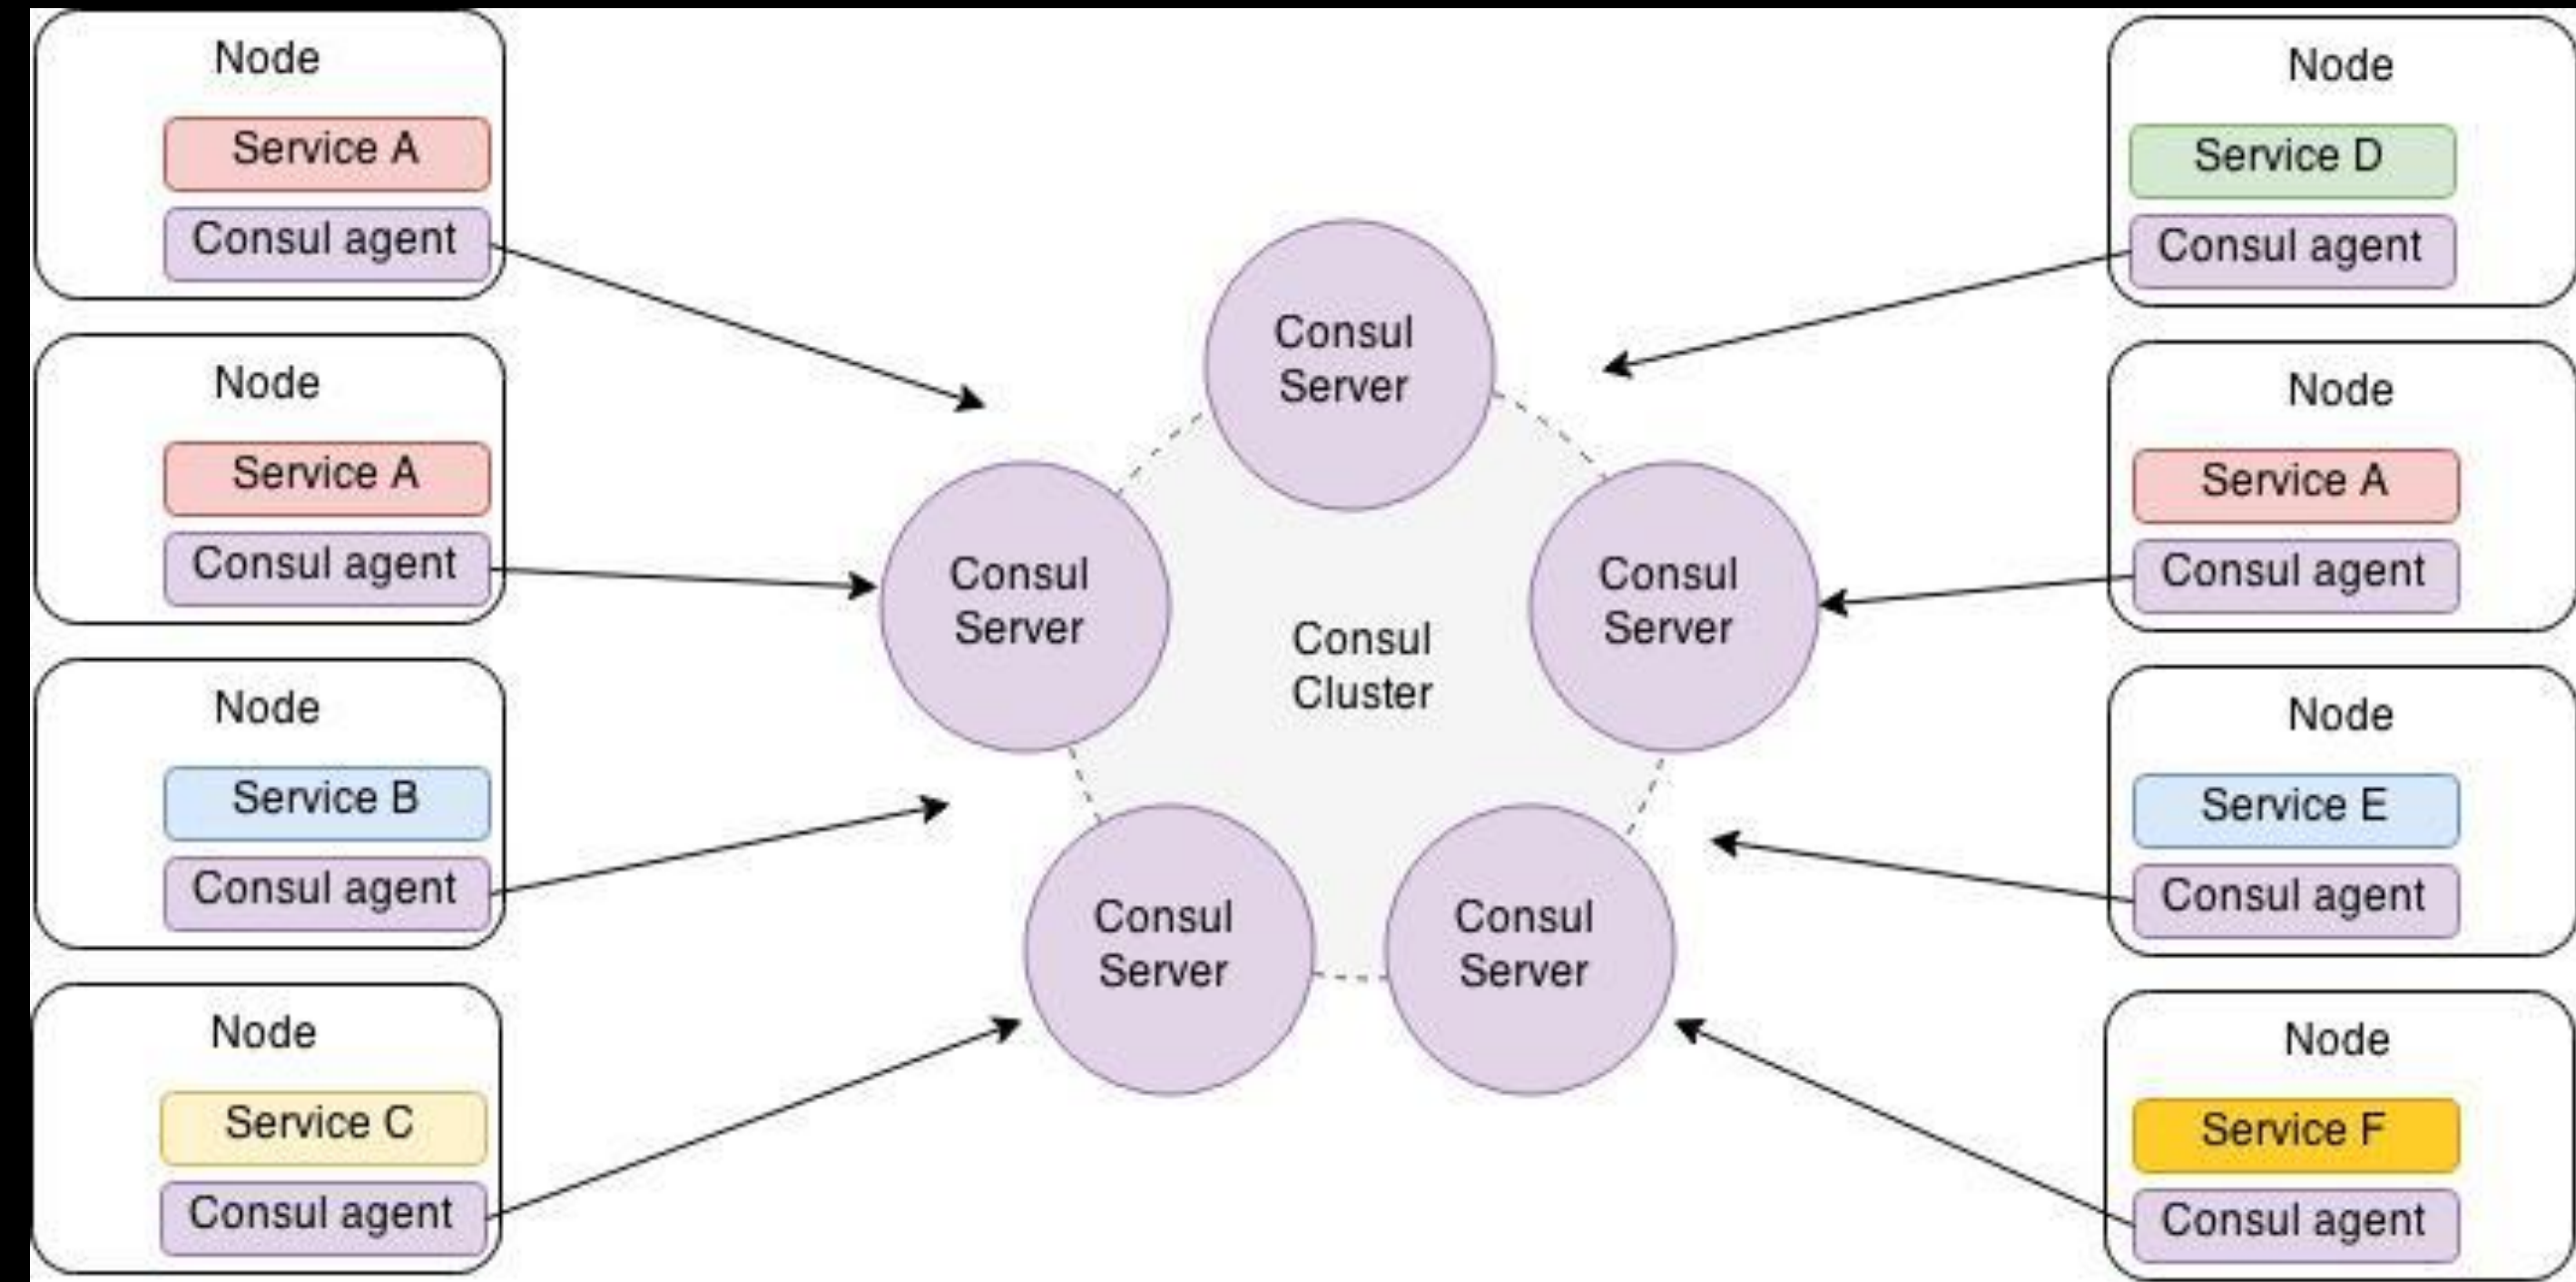 Node
Service A
Consul agent
Node
Service A
Consul agent
Node
Service B
Consul agent
Node
Service C
Consul agent
Consul
Server
Consul
Server
Consul
Server
Consul
Cluster
Consul
Server
Consul
Server
Node
Service D
Consul agent
Node
Service A
Consul agent
Node
Service E
Consul agent
Node
Service F
Consul agent